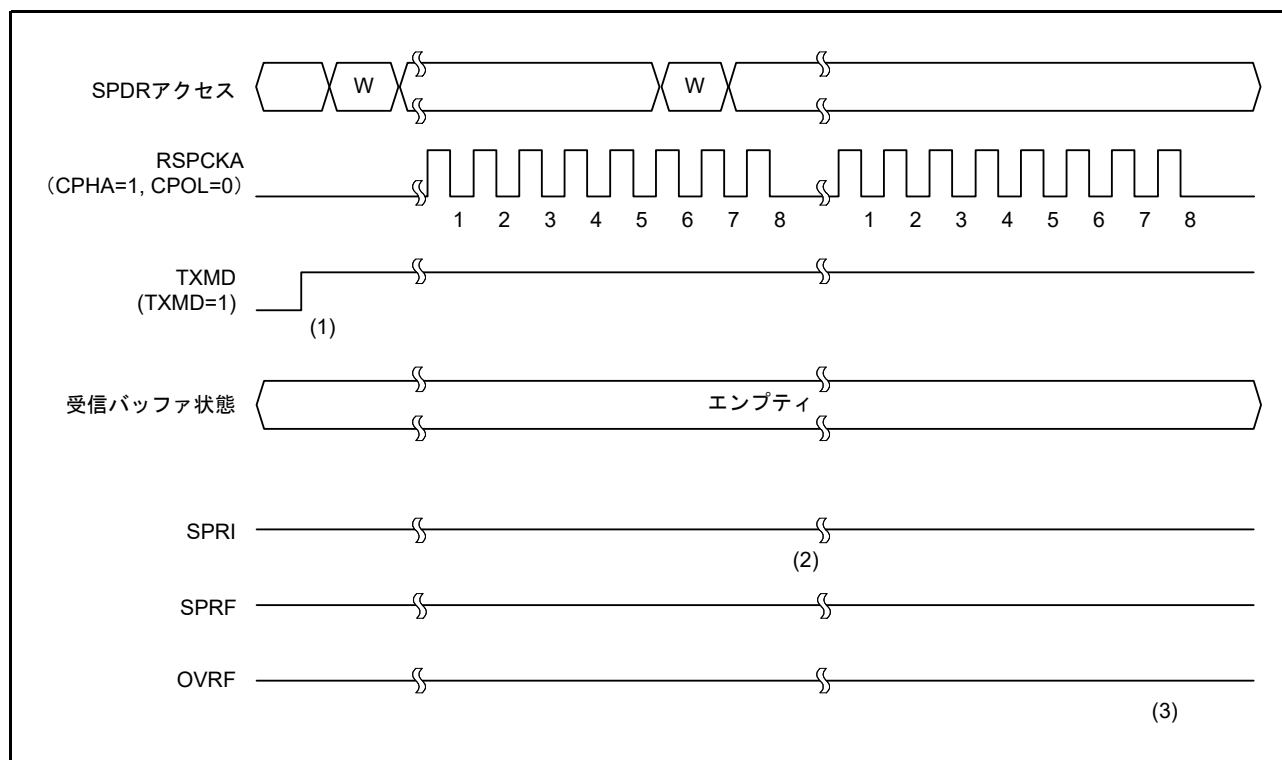 SPDRアクセス
W
W
RSPCKA
（CPHA=1, CPOL=0）
1 2 3 4 5 6 7 8 1 2 3 4 5 6 7 8
TXMD
(TXMD=1)
(1)
受信バッファ状態
エンプティ
SPRI
(2)
SPRF
OVRF
(3)